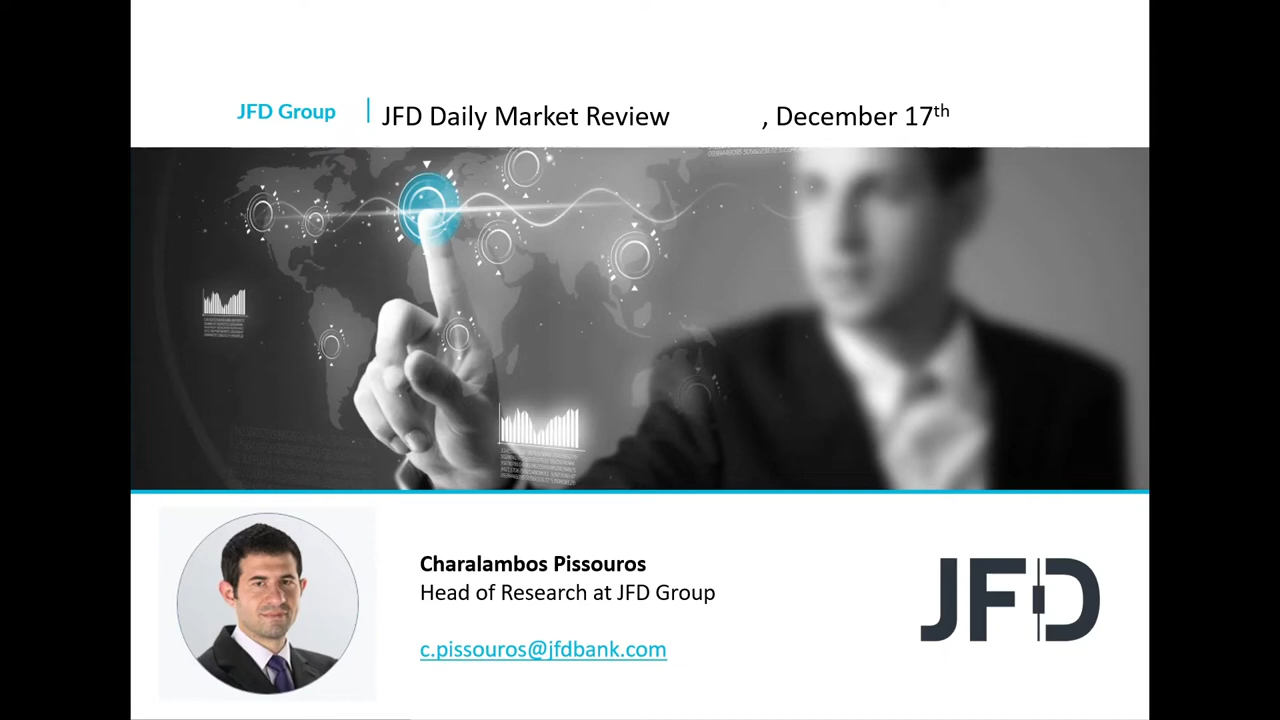 JFD Group
JFD Daily Market Review , December 17th
Charalambos Pissouros
Head of Research at JFD Group
c.pissouros@jfdbank.com
JFD